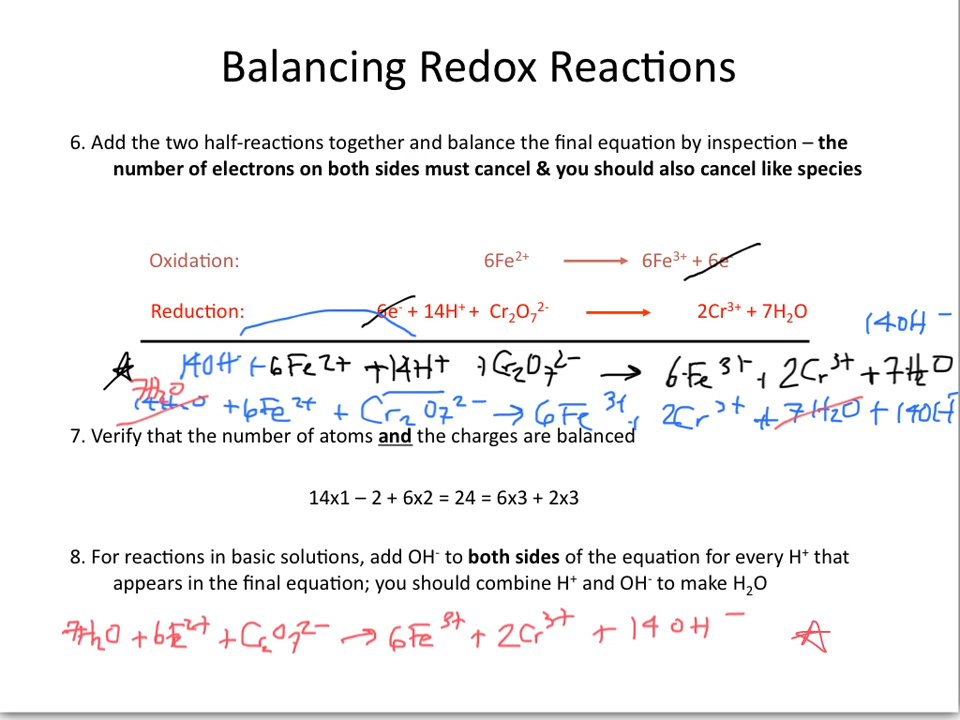 Balancing Redox Reactions
6. Add the two half-reactions together and balance the final equation by inspection – the
number of electrons on both sides must cancel & you should also cancel like species
Oxidation: 6Fe²⁺ ⟶ 6Fe³⁺ + 6e⁻
Reduction: 6e⁻ + 14H⁺ + Cr₂O₇²⁻ ⟶ 2Cr³⁺ + 7H₂O
14OH⁻
14OH⁻ + 6Fe²⁺ + 14H⁺ + Cr₂O₇²⁻ → 6Fe³⁺ + 2Cr³⁺ + 7H₂O
7H₂O
14H₂O + 6Fe²⁺ + Cr₂O₇²⁻ → 6Fe³⁺ + 2Cr³⁺ + 7H₂O + 14OH⁻
7. Verify that the number of atoms and the charges are balanced
14x1 – 2 + 6x2 = 24 = 6x3 + 2x3
8. For reactions in basic solutions, add OH⁻ to both sides of the equation for every H⁺ that
appears in the final equation; you should combine H⁺ and OH⁻ to make H₂O
7H₂O + 6Fe²⁺ + Cr₂O₇²⁻ → 6Fe³⁺ + 2Cr³⁺ + 14OH⁻